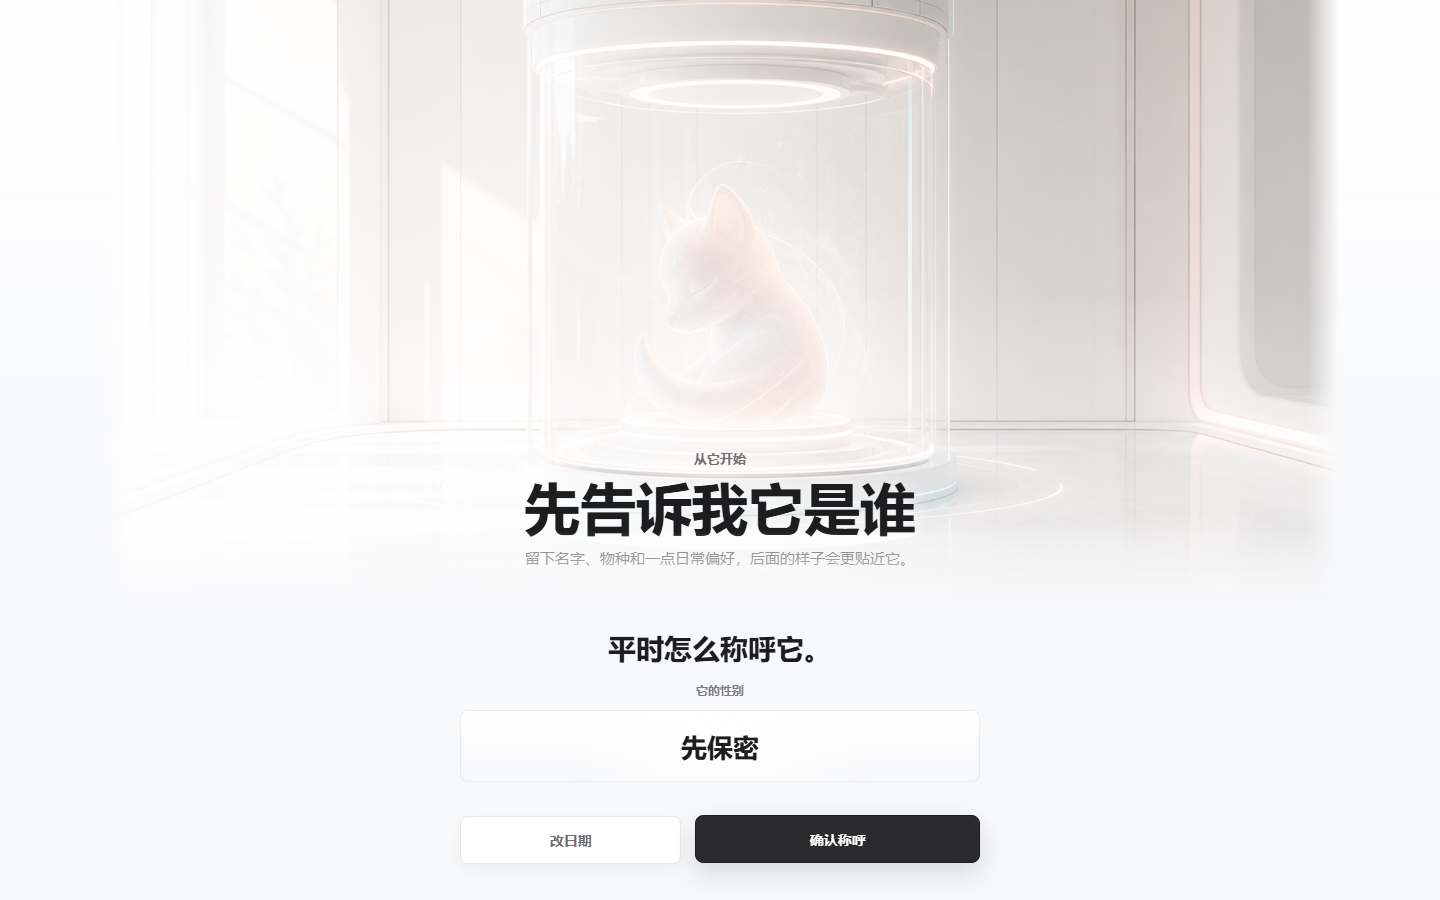 从它开始
先告诉我它是谁
留下名字、物种和一点日常偏好，后面的样子会更贴近它。
平时怎么称呼它。
它的性别
先保密
改日期
确认称呼